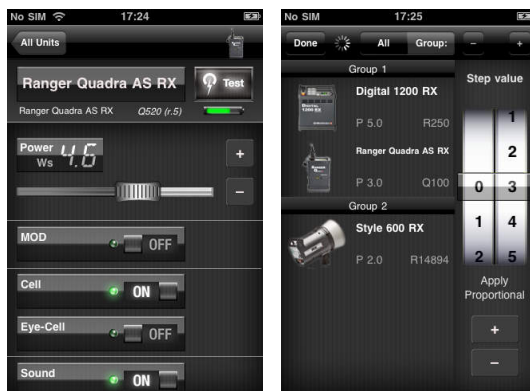 No SIM 17:24
All Units
Ranger Quadra AS RX
Test
Ranger Quadra AS RX Q520 (r.5)
Power
Ws 4.6
+
−
MOD
OFF
Cell
ON
Eye-Cell
OFF
Sound
ON
No SIM 17:25
Done All Group: − +
Group 1
Digital 1200 RX
P 5.0 R250
Ranger Quadra AS RX
P 3.0 Q100
Group 2
Style 600 RX
P 2.0 R14894
Step value
1
2
0 3
1 4
2 5
Apply
Proportional
+
−